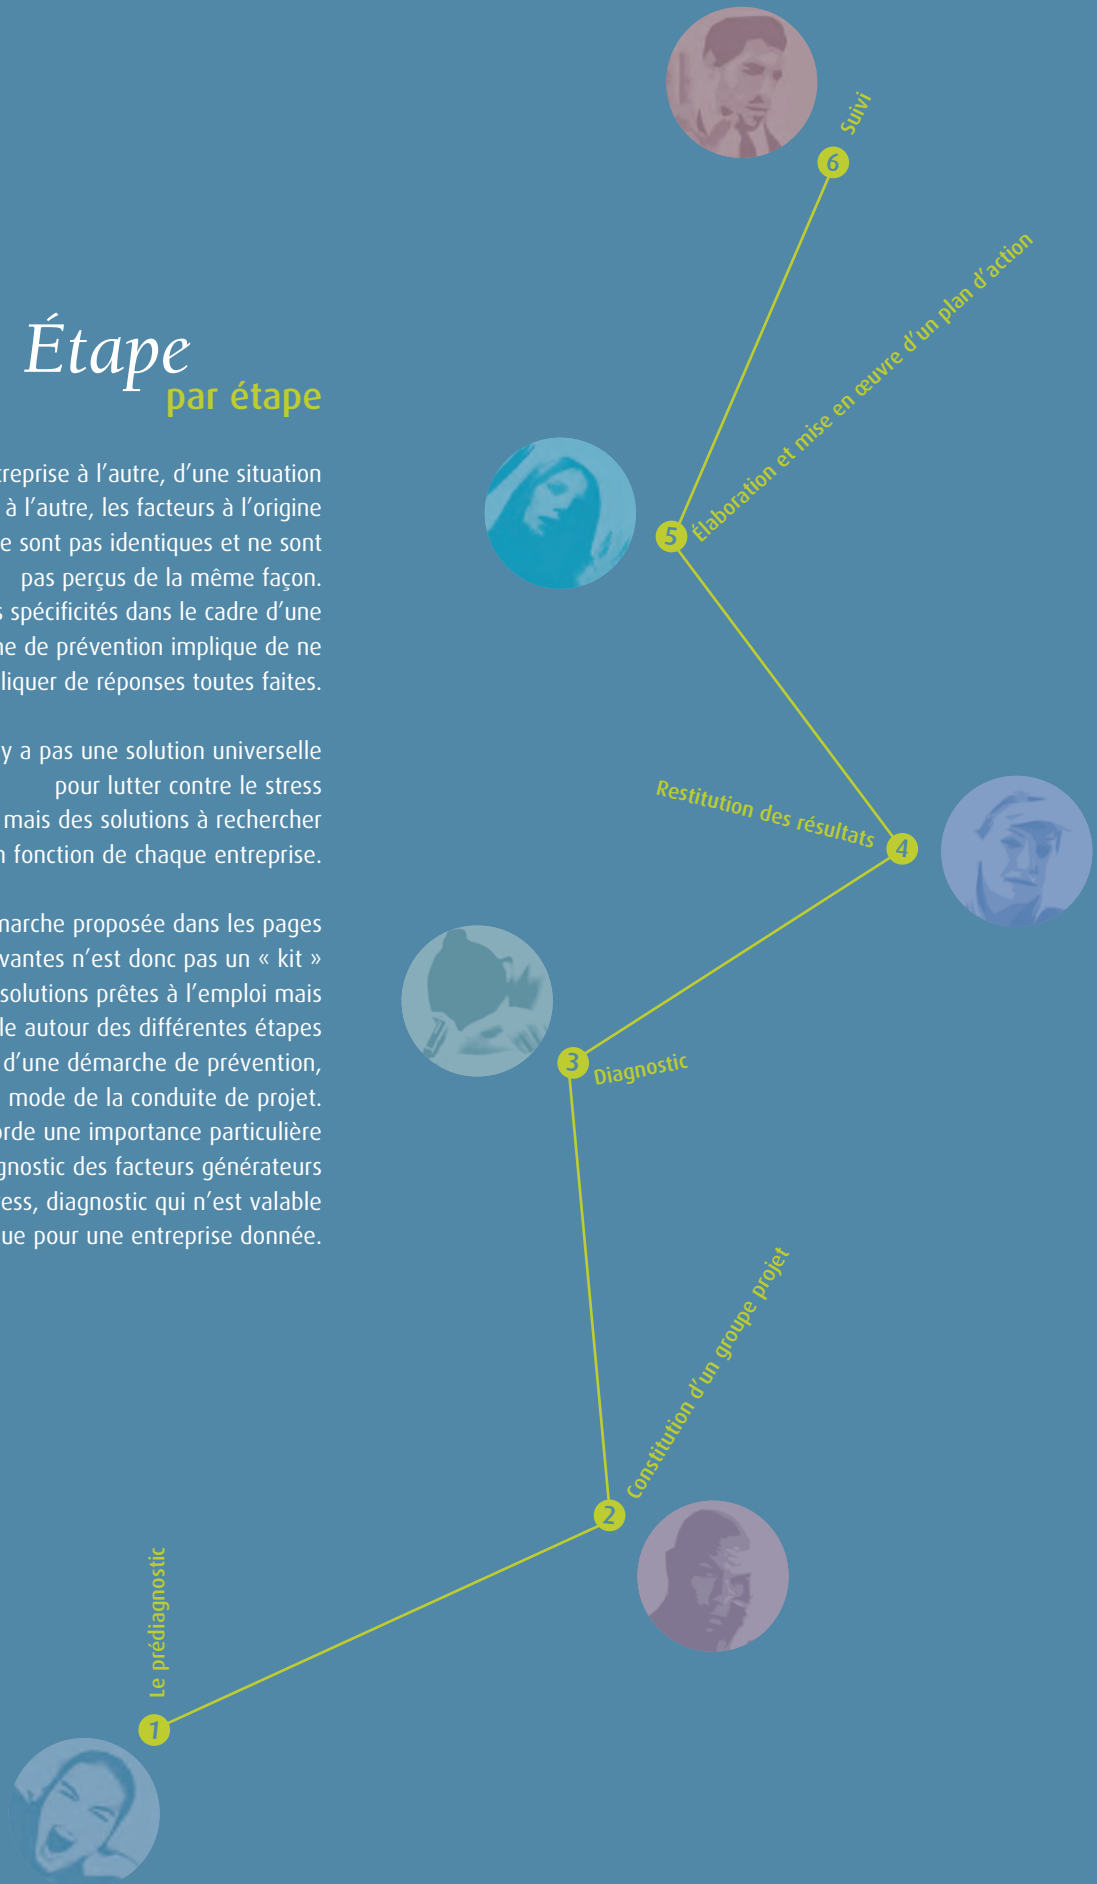 Étape
par étape
treprise à l'autre, d'une situation
à l'autre, les facteurs à l'origine
e sont pas identiques et ne sont
pas perçus de la même façon.
s spécificités dans le cadre d'une
he de prévention implique de ne
liquer de réponses toutes faites.
y a pas une solution universelle
pour lutter contre le stress
mais des solutions à rechercher
n fonction de chaque entreprise.
marche proposée dans les pages
vantes n'est donc pas un « kit »
solutions prêtes à l'emploi mais
le autour des différentes étapes
d'une démarche de prévention,
mode de la conduite de projet.
orde une importance particulière
gnostic des facteurs générateurs
ress, diagnostic qui n'est valable
ue pour une entreprise donnée.
1 Le prédiagnostic
2 Constitution d'un groupe projet
3 Diagnostic
4 Restitution des résultats
5 Élaboration et mise en œuvre d'un plan d'action
6 Suivi